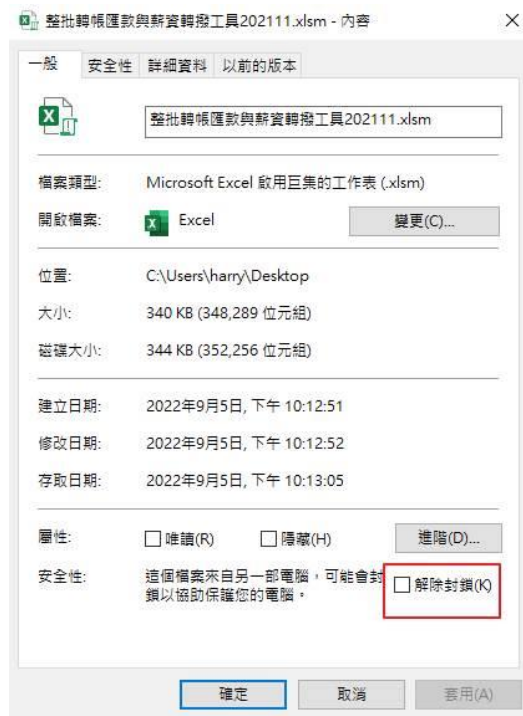 整批轉帳匯款與薪資轉撥工具202111.xlsm - 內容
一般 安全性 詳細資料 以前的版本
整批轉帳匯款與薪資轉撥工具202111.xlsm
檔案類型: Microsoft Excel 啟用巨集的工作表 (.xlsm)
開啟檔案: Excel 變更(C)...
位置: C:\Users\harry\Desktop
大小: 340 KB (348,289 位元組)
磁碟大小: 344 KB (352,256 位元組)
建立日期: 2022年9月5日, 下午 10:12:51
修改日期: 2022年9月5日, 下午 10:12:52
存取日期: 2022年9月5日, 下午 10:13:05
屬性: 唯讀(R) 隱藏(H) 進階(D)...
安全性: 這個檔案來自另一部電腦，可能會封 解除封鎖(K)
鎖以協助保護您的電腦。
確定 取消 套用(A)